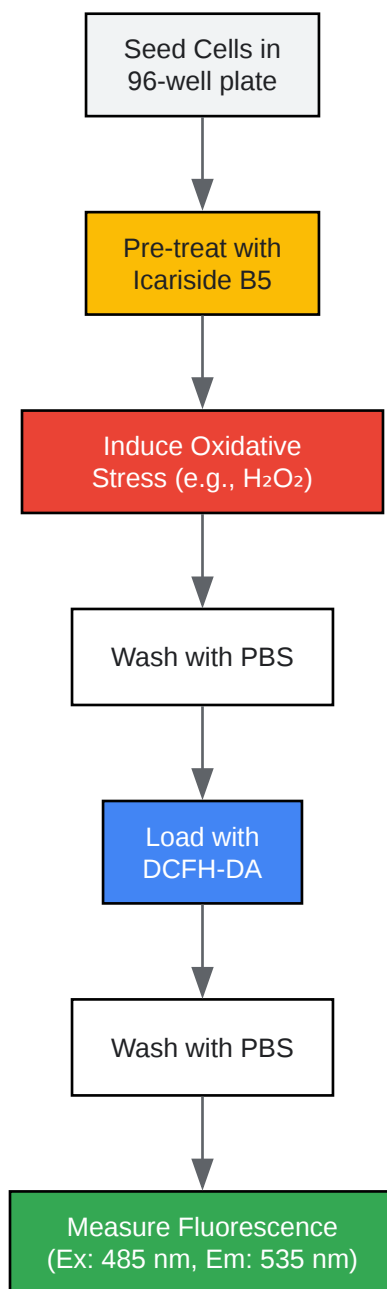 Seed Cells in
96-well plate
Pre-treat with
Icariside B5
Induce Oxidative
Stress (e.g., H₂O₂)
Wash with PBS
Load with
DCFH-DA
Wash with PBS
Measure Fluorescence
(Ex: 485 nm, Em: 535 nm)